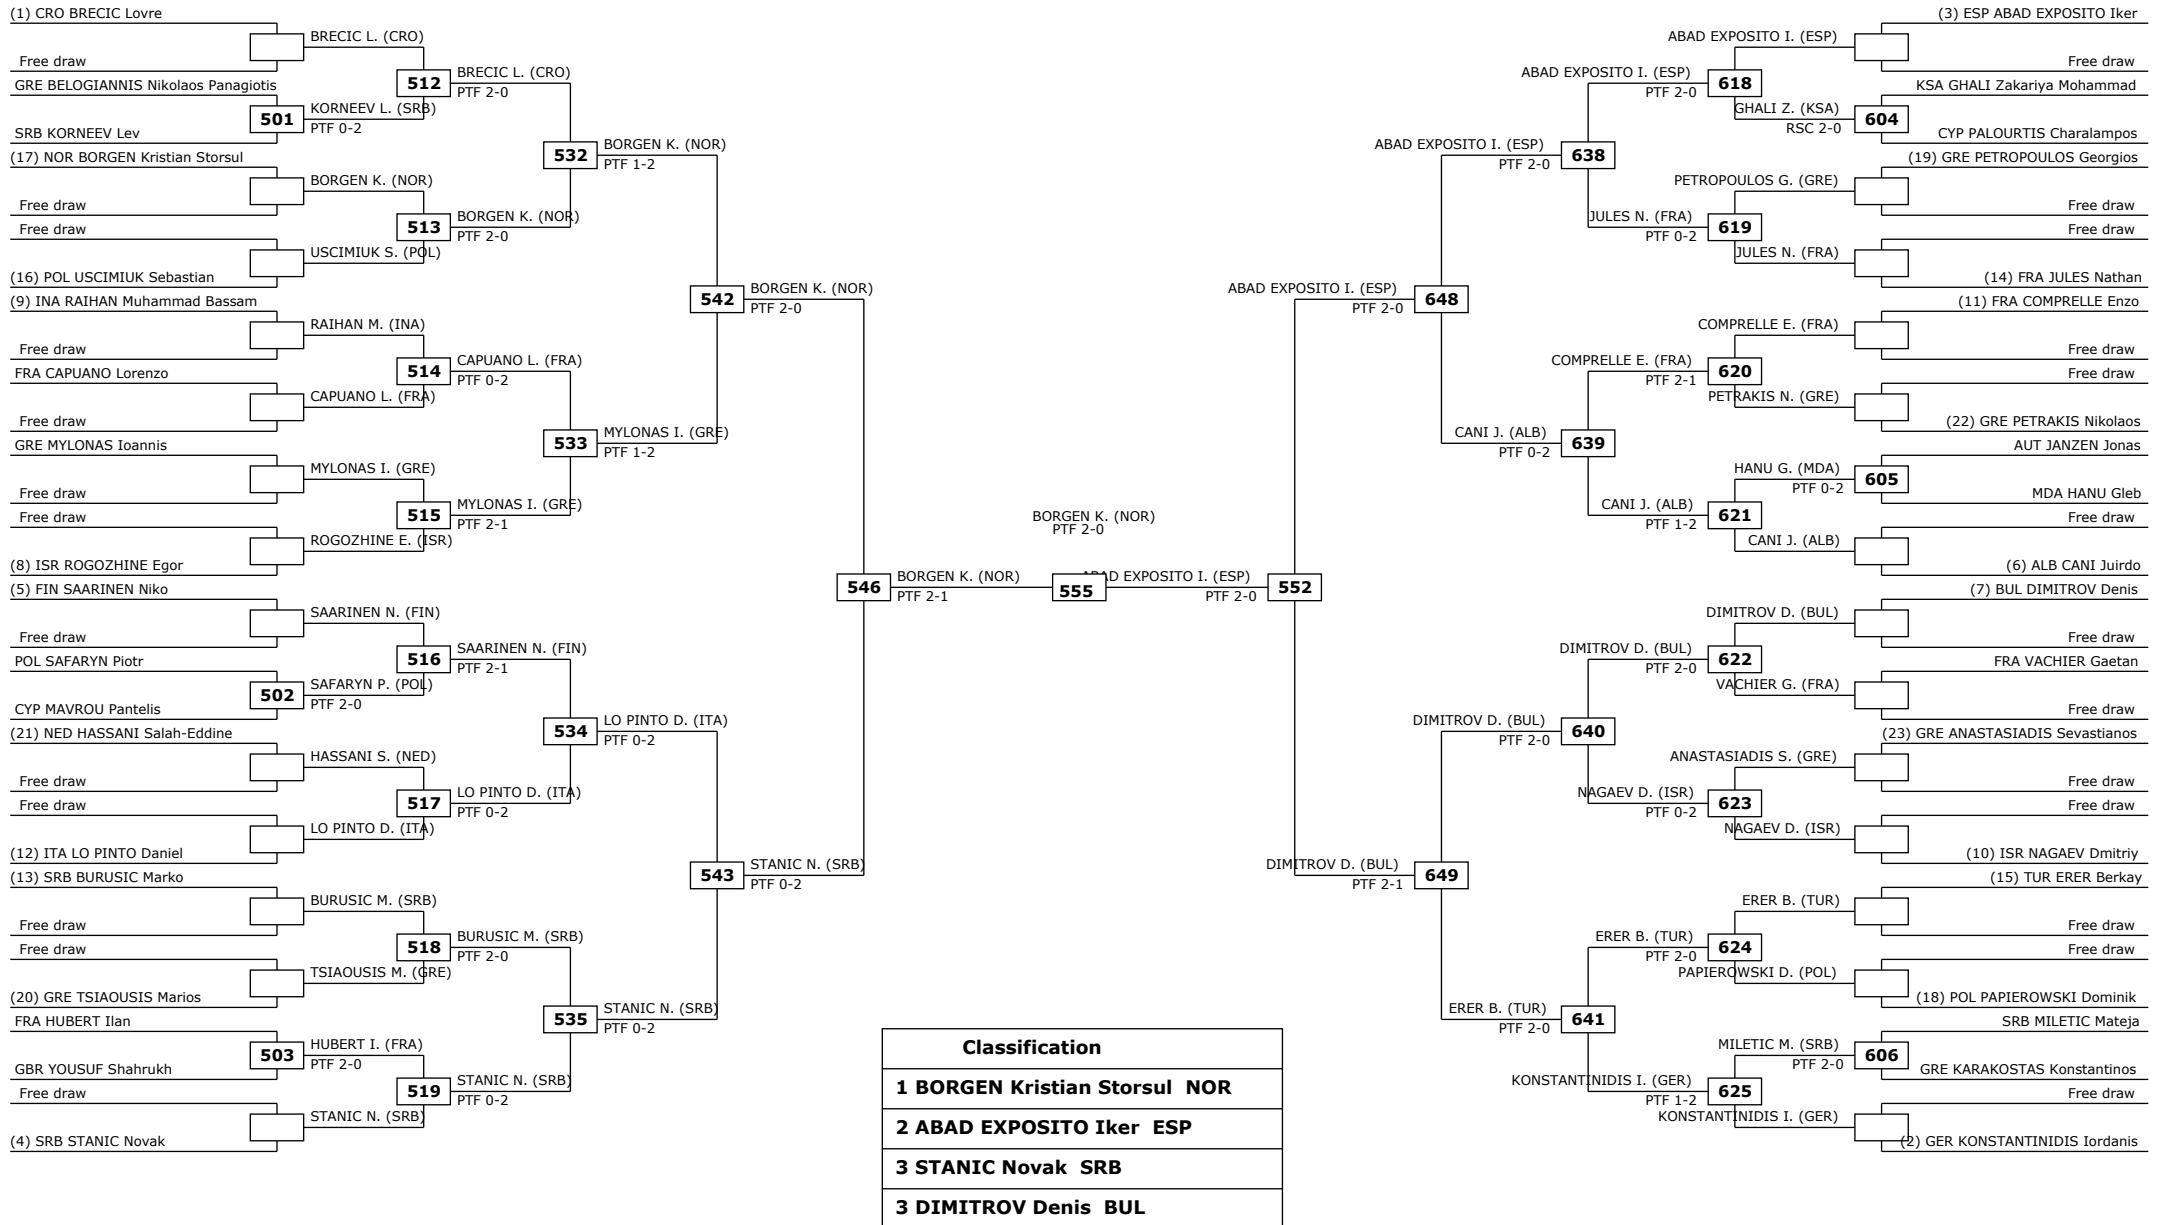 (1) CRO BRECIC Lovre
Free draw
GRE BELOGIANNIS Nikolaos Panagiotis
SRB KORNEEV Lev
(17) NOR BORGEN Kristian Storsul
Free draw
Free draw
(16) POL USCIMIUK Sebastian
(9) INA RAIHAN Muhammad Bassam
Free draw
FRA CAPUANO Lorenzo
Free draw
GRE MYLONAS Ioannis
Free draw
Free draw
(8) ISR ROGOZHINE Egor
(5) FIN SAARINEN Niko
Free draw
POL SAFARYN Piotr
CYP MAVROU Pantelis
(21) NED HASSANI Salah-Eddine
Free draw
Free draw
(12) ITA LO PINTO Daniel
(13) SRB BURUSIC Marko
Free draw
Free draw
(20) GRE TSIAOUSIS Marios
FRA HUBERT Ilan
GBR YOUSUF Shahrukh
Free draw
(4) SRB STANIC Novak
BRECIC L. (CRO)
501
KORNEEV L. (SRB)
PTF 0-2
BORGEN K. (NOR)
USCIMIUK S. (POL)
RAIHAN M. (INA)
CAPUANO L. (FRA)
MYLONAS I. (GRE)
ROGOZHINE E. (ISR)
SAARINEN N. (FIN)
502
SAFARYN P. (POL)
PTF 2-0
HASSANI S. (NED)
LO PINTO D. (ITA)
BURUSIC M. (SRB)
TSIAOUSIS M. (GRE)
503
HUBERT I. (FRA)
PTF 2-0
STANIC N. (SRB)
512
BRECIC L. (CRO)
PTF 2-0
513
BORGEN K. (NOR)
PTF 2-0
514
CAPUANO L. (FRA)
PTF 0-2
515
MYLONAS I. (GRE)
PTF 2-1
516
SAARINEN N. (FIN)
PTF 2-1
517
LO PINTO D. (ITA)
PTF 0-2
518
BURUSIC M. (SRB)
PTF 2-0
519
STANIC N. (SRB)
PTF 0-2
532
BORGEN K. (NOR)
PTF 1-2
533
MYLONAS I. (GRE)
PTF 1-2
534
LO PINTO D. (ITA)
PTF 0-2
535
STANIC N. (SRB)
PTF 0-2
542
BORGEN K. (NOR)
PTF 2-0
543
STANIC N. (SRB)
PTF 0-2
546
BORGEN K. (NOR)
PTF 2-1
BORGEN K. (NOR)
PTF 2-0
555
ABAD EXPOSITO I. (ESP)
PTF 2-0
552
ABAD EXPOSITO I. (ESP)
PTF 2-0
648
DIMITROV D. (BUL)
PTF 2-1
649
ABAD EXPOSITO I. (ESP)
PTF 2-0
638
CANI J. (ALB)
PTF 0-2
639
DIMITROV D. (BUL)
PTF 2-0
640
ERER B. (TUR)
PTF 2-0
641
ABAD EXPOSITO I. (ESP)
PTF 2-0
618
JULES N. (FRA)
PTF 0-2
619
COMPRELLE E. (FRA)
PTF 2-1
620
CANI J. (ALB)
PTF 1-2
621
DIMITROV D. (BUL)
PTF 2-0
622
NAGAEV D. (ISR)
PTF 0-2
623
ERER B. (TUR)
PTF 2-0
624
KONSTANTINIDIS I. (GER)
PTF 1-2
625
ABAD EXPOSITO I. (ESP)
GHALI Z. (KSA)
RSC 2-0
604
PETROPOULOS G. (GRE)
JULES N. (FRA)
COMPRELLE E. (FRA)
PETRAKIS N. (GRE)
HANU G. (MDA)
PTF 0-2
605
CANI J. (ALB)
DIMITROV D. (BUL)
VACHIER G. (FRA)
ANASTASIADIS S. (GRE)
NAGAEV D. (ISR)
ERER B. (TUR)
PAPIEROWSKI D. (POL)
MILETIC M. (SRB)
PTF 2-0
606
KONSTANTINIDIS I. (GER)
(3) ESP ABAD EXPOSITO Iker
Free draw
KSA GHALI Zakariya Mohammad
CYP PALOURTIS Charalampos
(19) GRE PETROPOULOS Georgios
Free draw
Free draw
(14) FRA JULES Nathan
(11) FRA COMPRELLE Enzo
Free draw
Free draw
(22) GRE PETRAKIS Nikolaos
AUT JANZEN Jonas
MDA HANU Gleb
Free draw
(6) ALB CANI Juirdo
(7) BUL DIMITROV Denis
Free draw
FRA VACHIER Gaetan
Free draw
(23) GRE ANASTASIADIS Sevastianos
Free draw
Free draw
(10) ISR NAGAEV Dmitriy
(15) TUR ERER Berkay
Free draw
Free draw
(18) POL PAPIEROWSKI Dominik
SRB MILETIC Mateja
GRE KARAKOSTAS Konstantinos
Free draw
(2) GER KONSTANTINIDIS Iordanis
Classification
1 BORGEN Kristian Storsul NOR
2 ABAD EXPOSITO Iker ESP
3 STANIC Novak SRB
3 DIMITROV Denis BUL